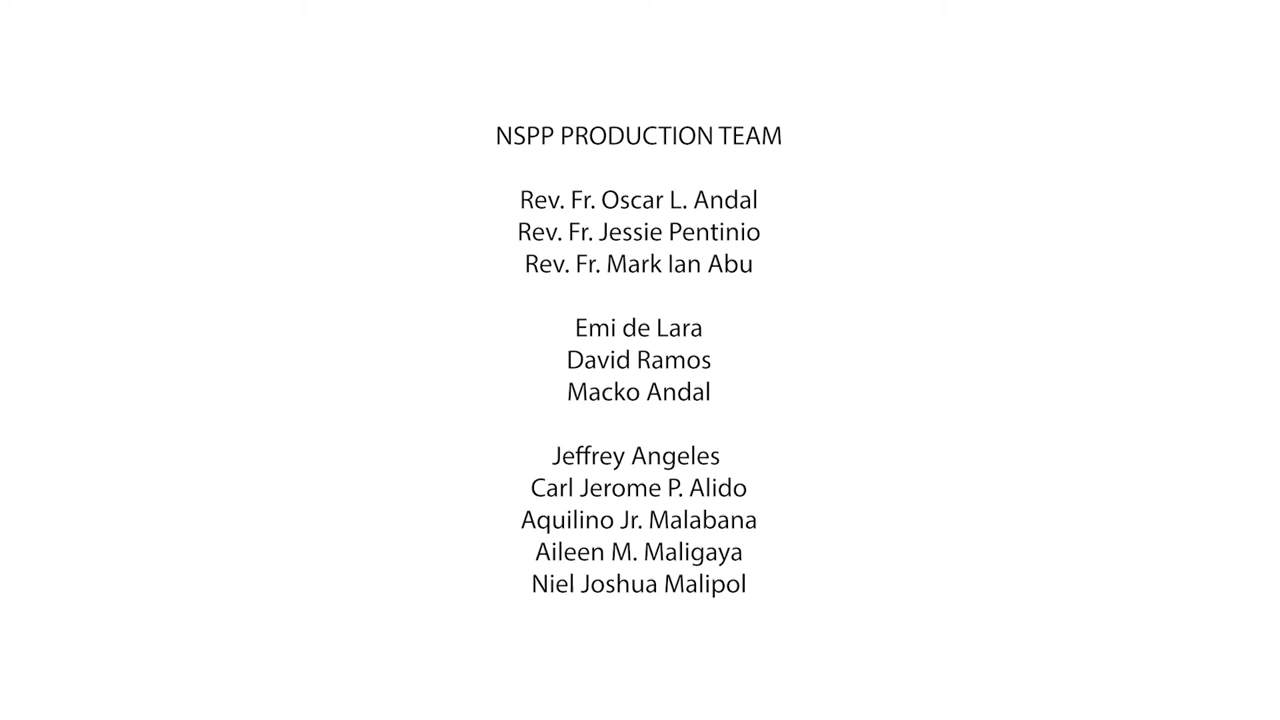 NSPP PRODUCTION TEAM
Rev. Fr. Oscar L. Andal
Rev. Fr. Jessie Pentinio
Rev. Fr. Mark Ian Abu
Emi de Lara
David Ramos
Macko Andal
Jeffrey Angeles
Carl Jerome P. Alido
Aquilino Jr. Malabana
Aileen M. Maligaya
Niel Joshua Malipol